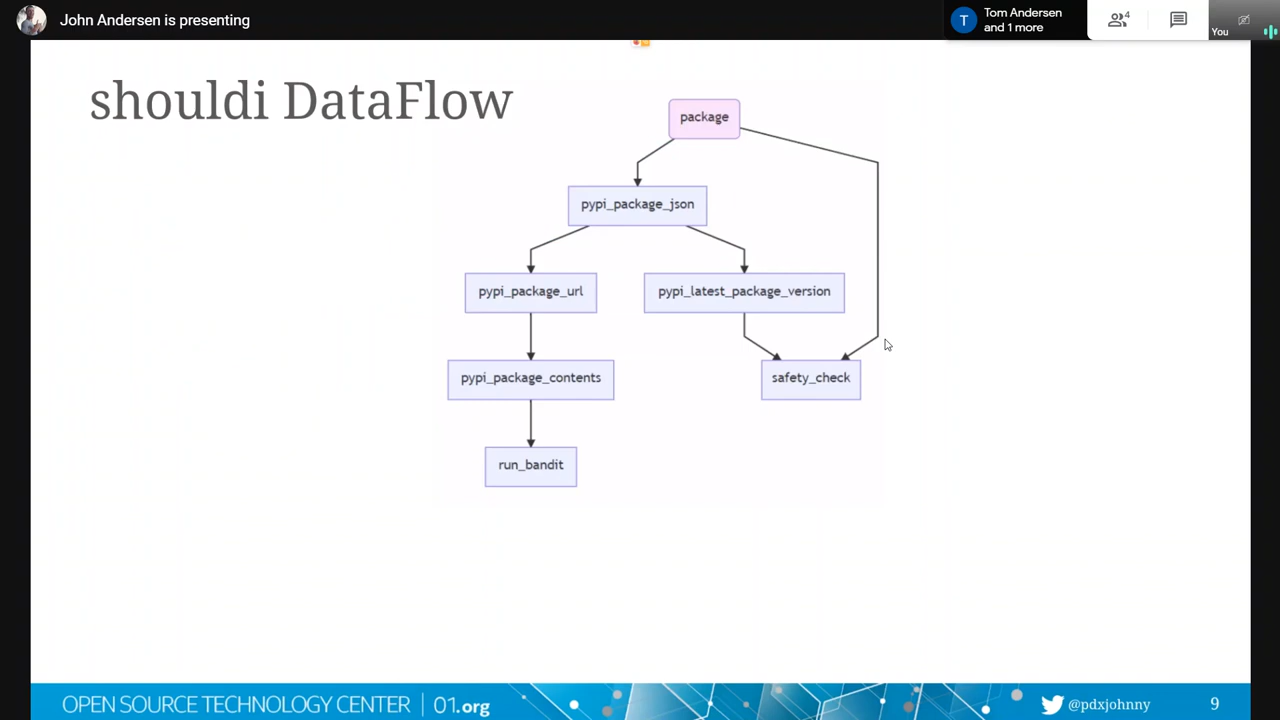 John Andersen is presenting
T
Tom Andersen
and 1 more
4
You
shouldi DataFlow
package
pypi_package_json
pypi_package_url
pypi_latest_package_version
pypi_package_contents
safety_check
run_bandit
OPEN SOURCE TECHNOLOGY CENTER | 01.org
@pdxjohnny
9